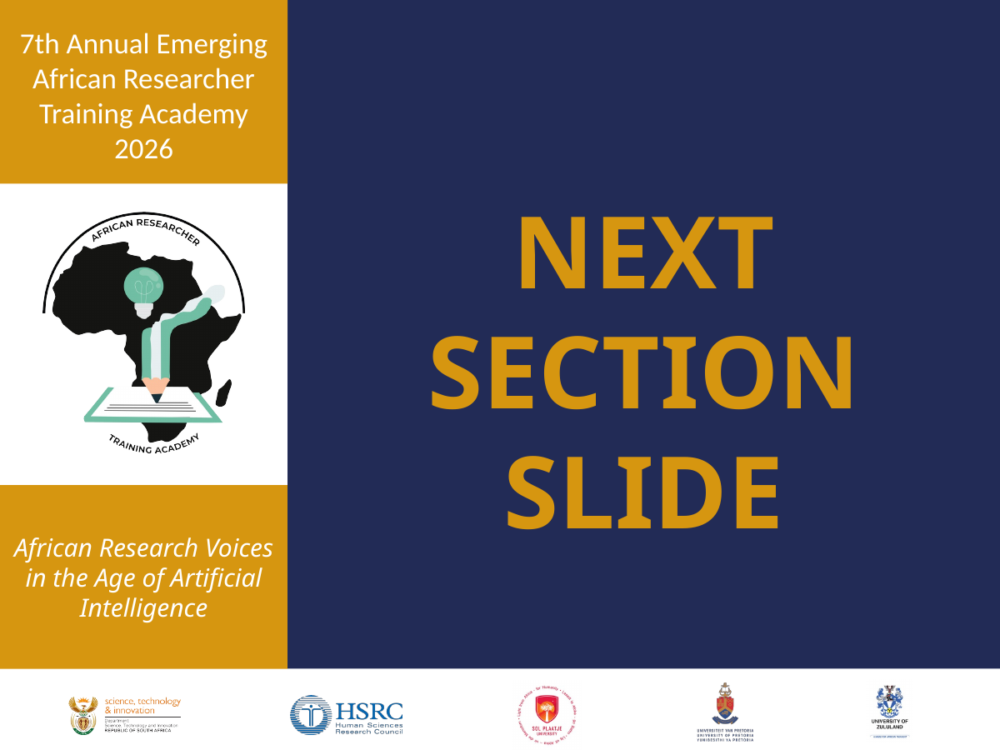 7th Annual Emerging
African Researcher
Training Academy
2026
AFRICAN RESEARCHER
TRAINING ACADEMY
African Research Voices
in the Age of Artificial
Intelligence
NEXT
SECTION
SLIDE
science, technology
& innovation
Department:
Science, Technology and Innovation
REPUBLIC OF SOUTH AFRICA
HSRC
Human Sciences
Research Council
SOL PLAATJE
UNIVERSITY
UNIVERSITEIT VAN PRETORIA
UNIVERSITY OF PRETORIA
YUNIBESITHI YA PRETORIA
UNIVERSITY OF
ZULULAND